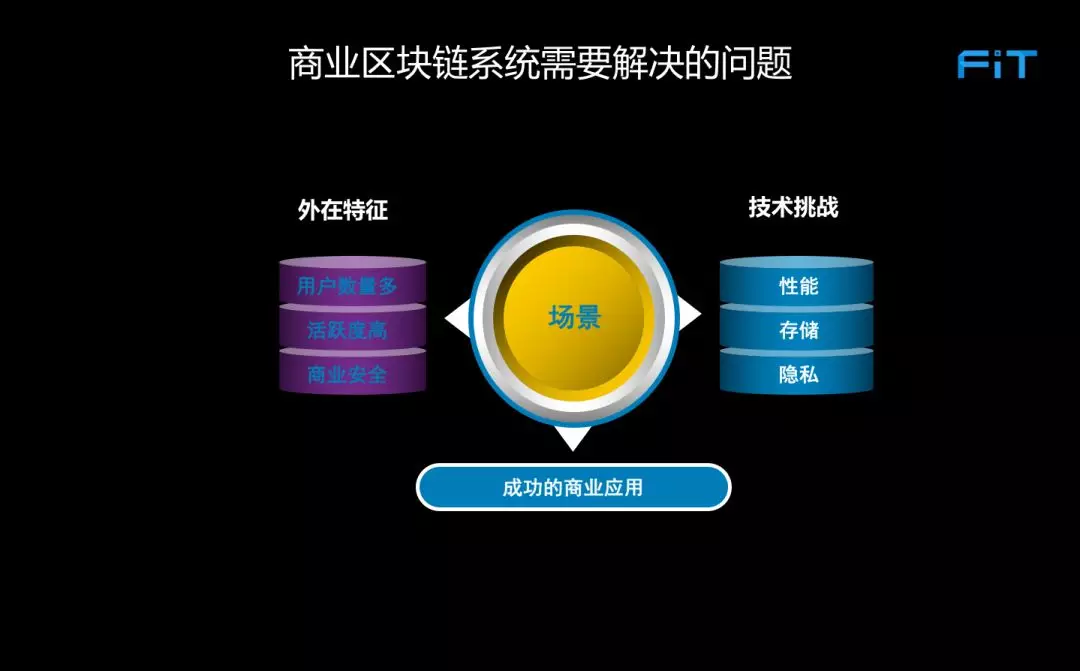 商业区块链系统需要解决的问题
FiT
外在特征
用户数量多
活跃度高
商业安全
场景
技术挑战
性能
存储
隐私
成功的商业应用